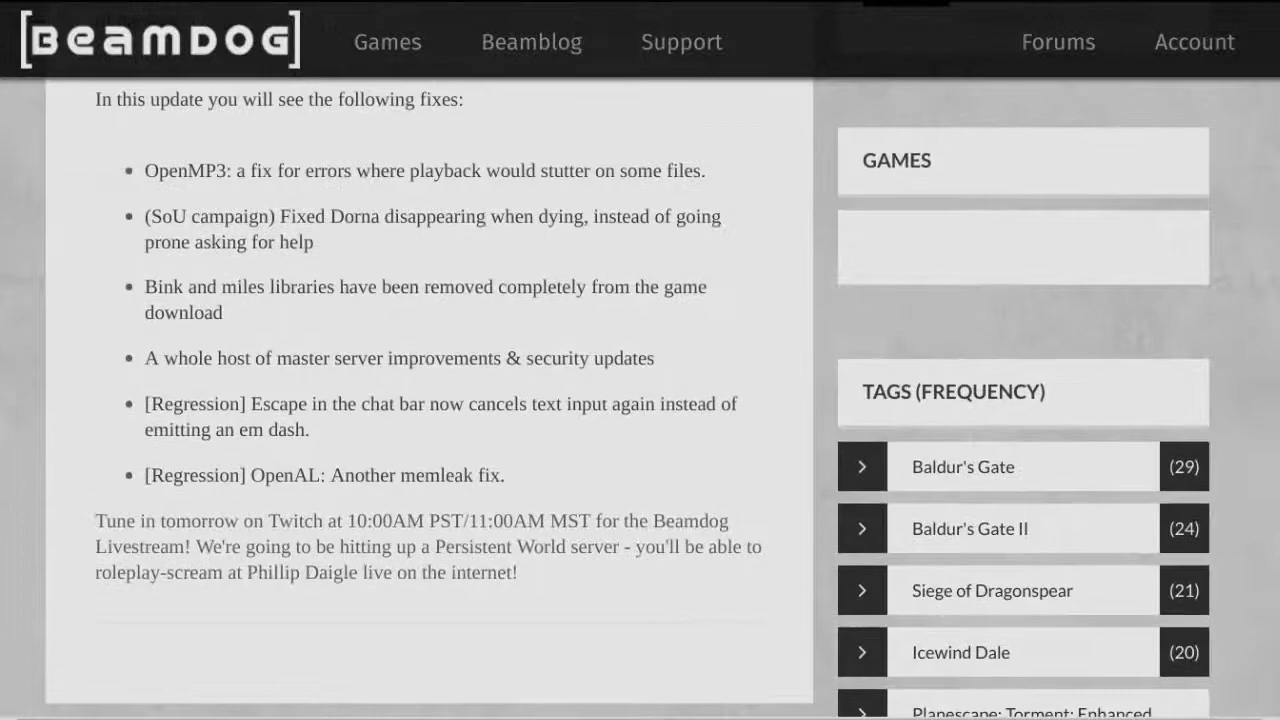 [BEAMDOG]
Games
Beamblog
Support
Forums
Account
In this update you will see the following fixes:
• OpenMP3: a fix for errors where playback would stutter on some files.
• (SoU campaign) Fixed Dorna disappearing when dying, instead of going
prone asking for help
• Bink and miles libraries have been removed completely from the game
download
• A whole host of master server improvements & security updates
• [Regression] Escape in the chat bar now cancels text input again instead of
emitting an em dash.
• [Regression] OpenAL: Another memleak fix.
Tune in tomorrow on Twitch at 10:00AM PST/11:00AM MST for the Beamdog
Livestream! We're going to be hitting up a Persistent World server - you'll be able to
roleplay-scream at Phillip Daigle live on the internet!
GAMES
TAGS (FREQUENCY)
Baldur's Gate (29)
Baldur's Gate II (24)
Siege of Dragonspear (21)
Icewind Dale (20)
Planescape: Torment: Enhanced